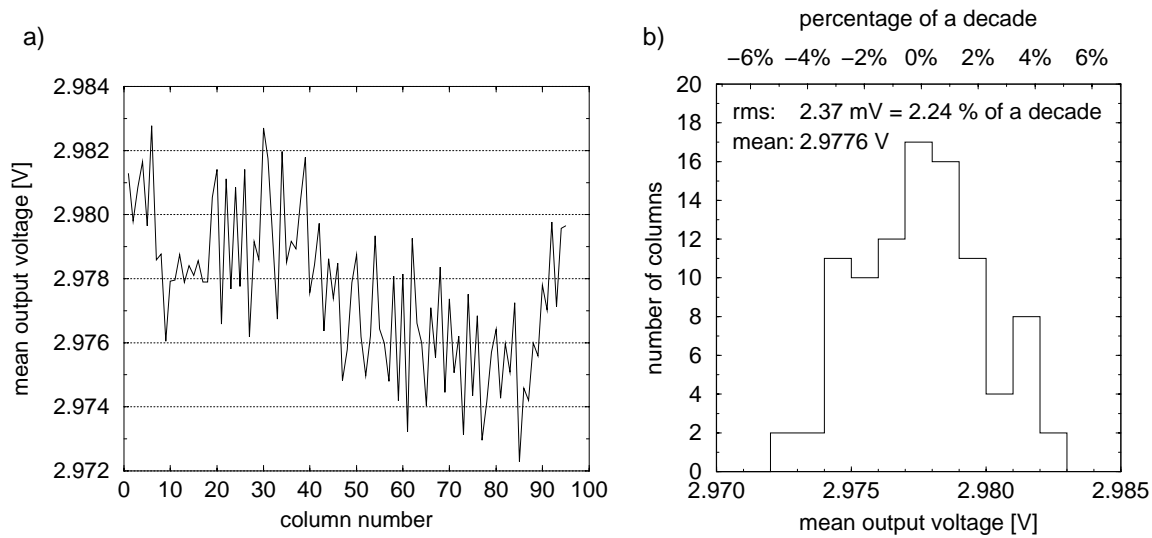 a)
2.984
2.982
2.980
2.978
2.976
2.974
2.972
0 10 20 30 40 50 60 70 80 90 100
column number
mean output voltage [V]
b)
percentage of a decade
−6% −4% −2% 0% 2% 4% 6%
20
18
16
14
12
10
8
6
4
2
0
rms: 2.37 mV = 2.24 % of a decade
mean: 2.9776 V
number of columns
2.970 2.975 2.980 2.985
mean output voltage [V]